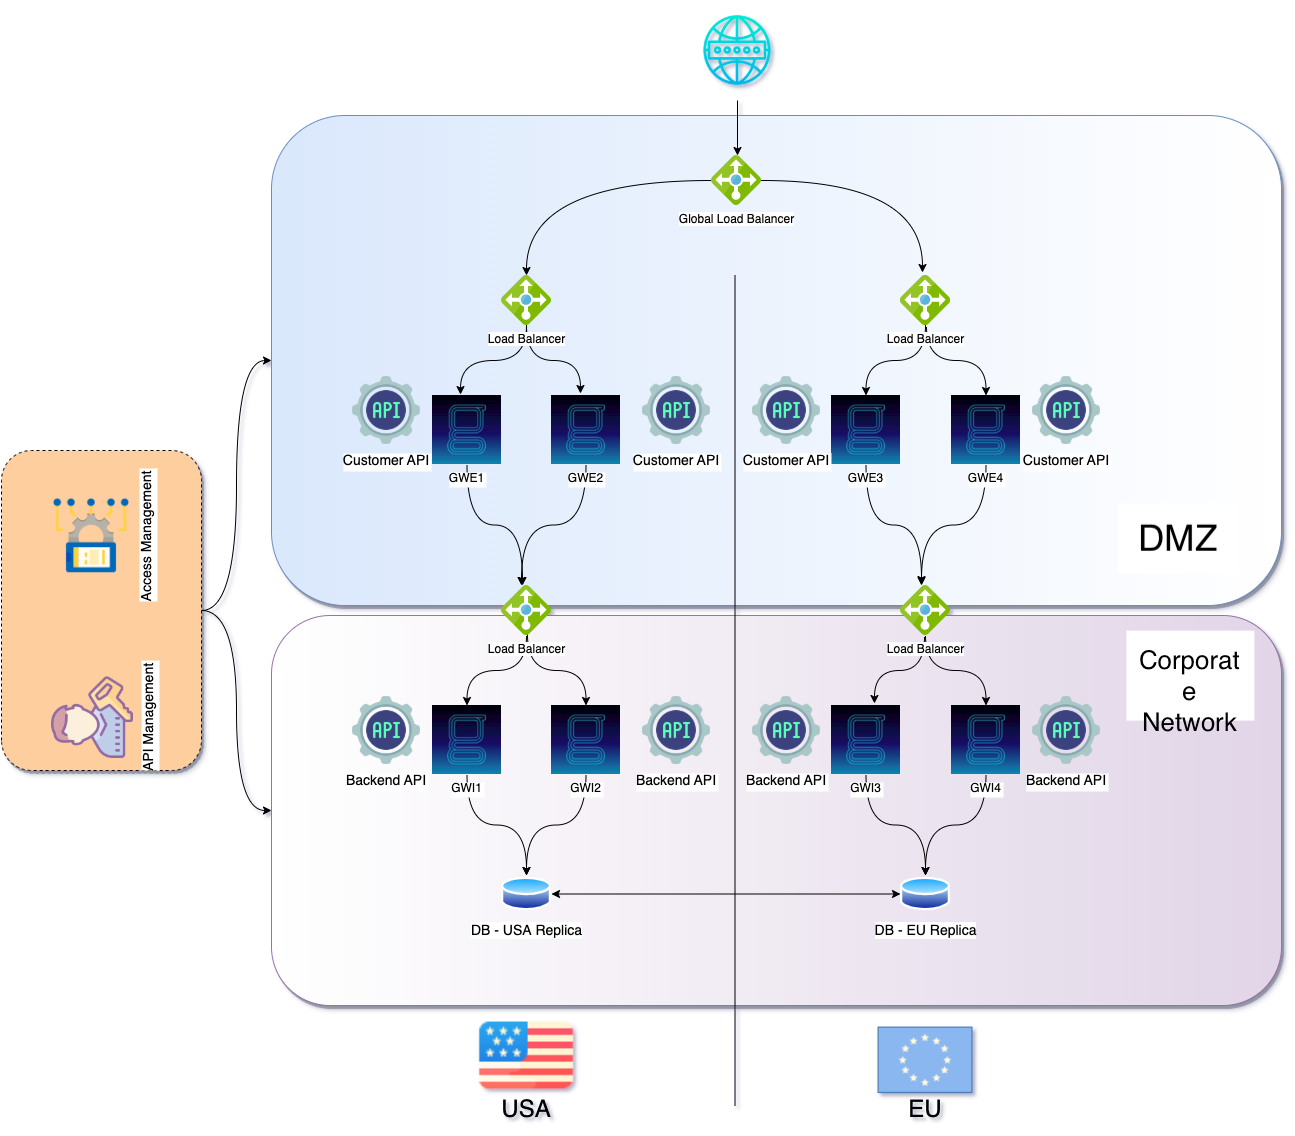 Global Load Balancer
Load Balancer
Load Balancer
API
API
API
API
Customer API
Customer API
Customer API
Customer API
GWE1
GWE2
GWE3
GWE4
Access Management
DMZ
Load Balancer
Load Balancer
Corporat
e
Network
API Management
API
API
API
API
Backend API
Backend API
Backend API
Backend API
GWI1
GWI2
GWI3
GWI4
DB - USA Replica
DB - EU Replica
USA
EU